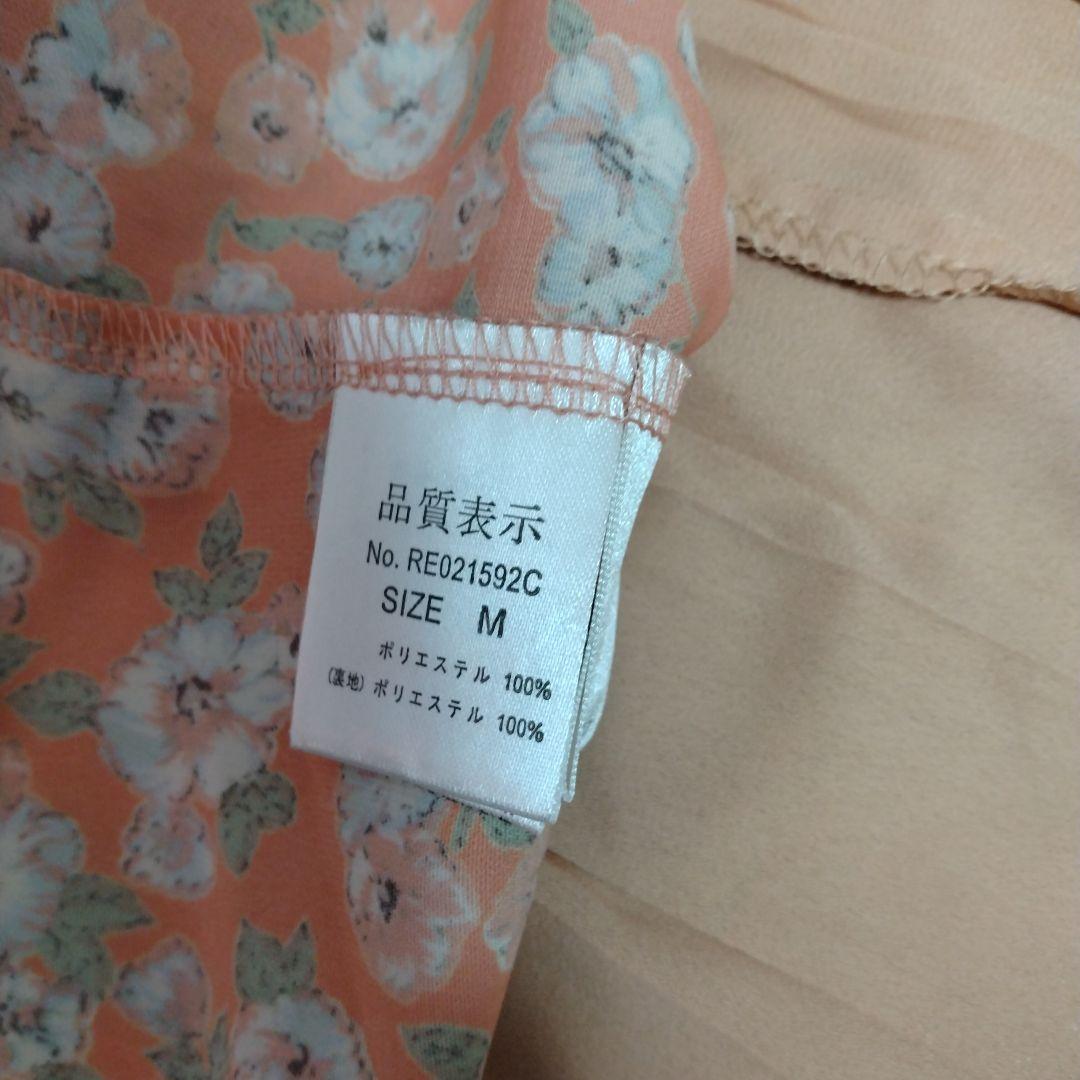 品質表示
No. RE021592C
SIZE M
ポリエステル 100%
(裏地) ポリエステル 100%